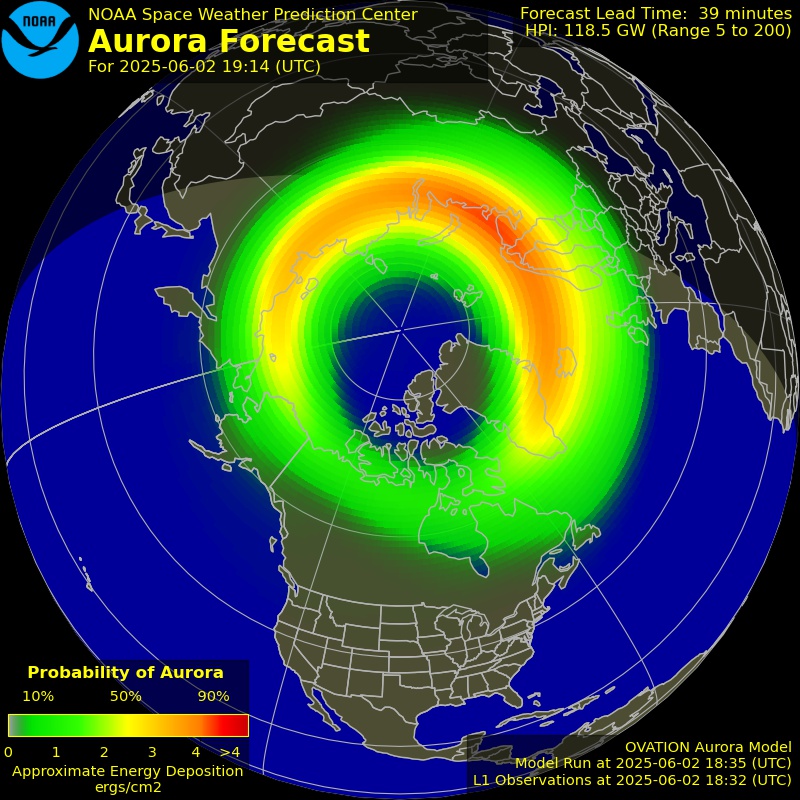 NOAA
NOAA Space Weather Prediction Center
Aurora Forecast
For 2025-06-02 19:14 (UTC)
Forecast Lead Time: 39 minutes
HPI: 118.5 GW (Range 5 to 200)
Probability of Aurora
10% 50% 90%
0 1 2 3 4 >4
Approximate Energy Deposition
ergs/cm2
OVATION Aurora Model
Model Run at 2025-06-02 18:35 (UTC)
L1 Observations at 2025-06-02 18:32 (UTC)